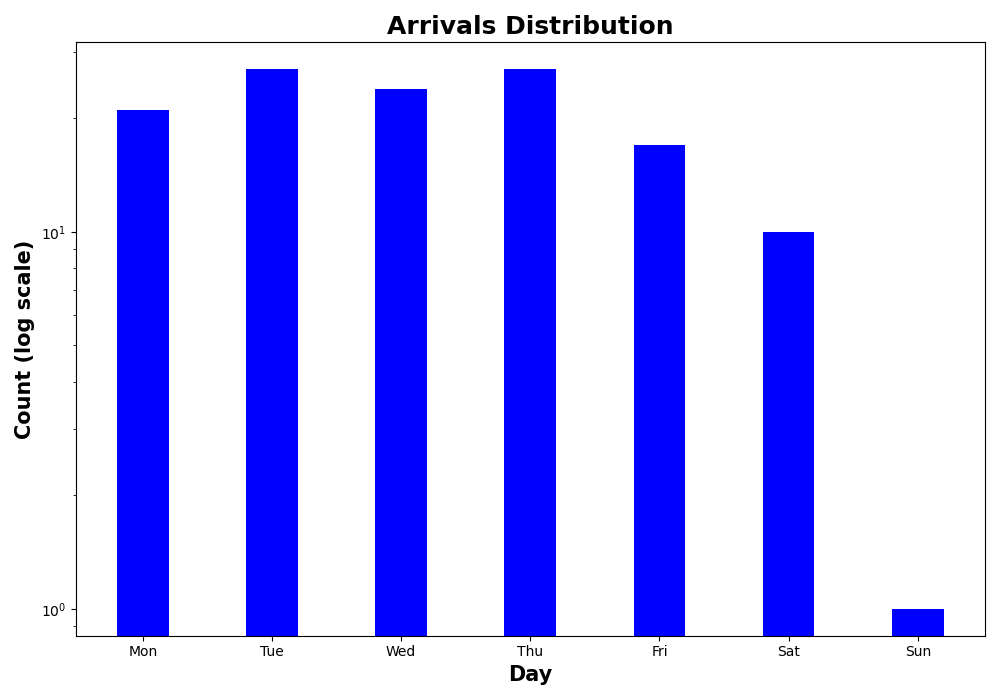 Arrivals Distribution
Count (log scale)
10¹
10⁰
Mon Tue Wed Thu Fri Sat Sun
Day